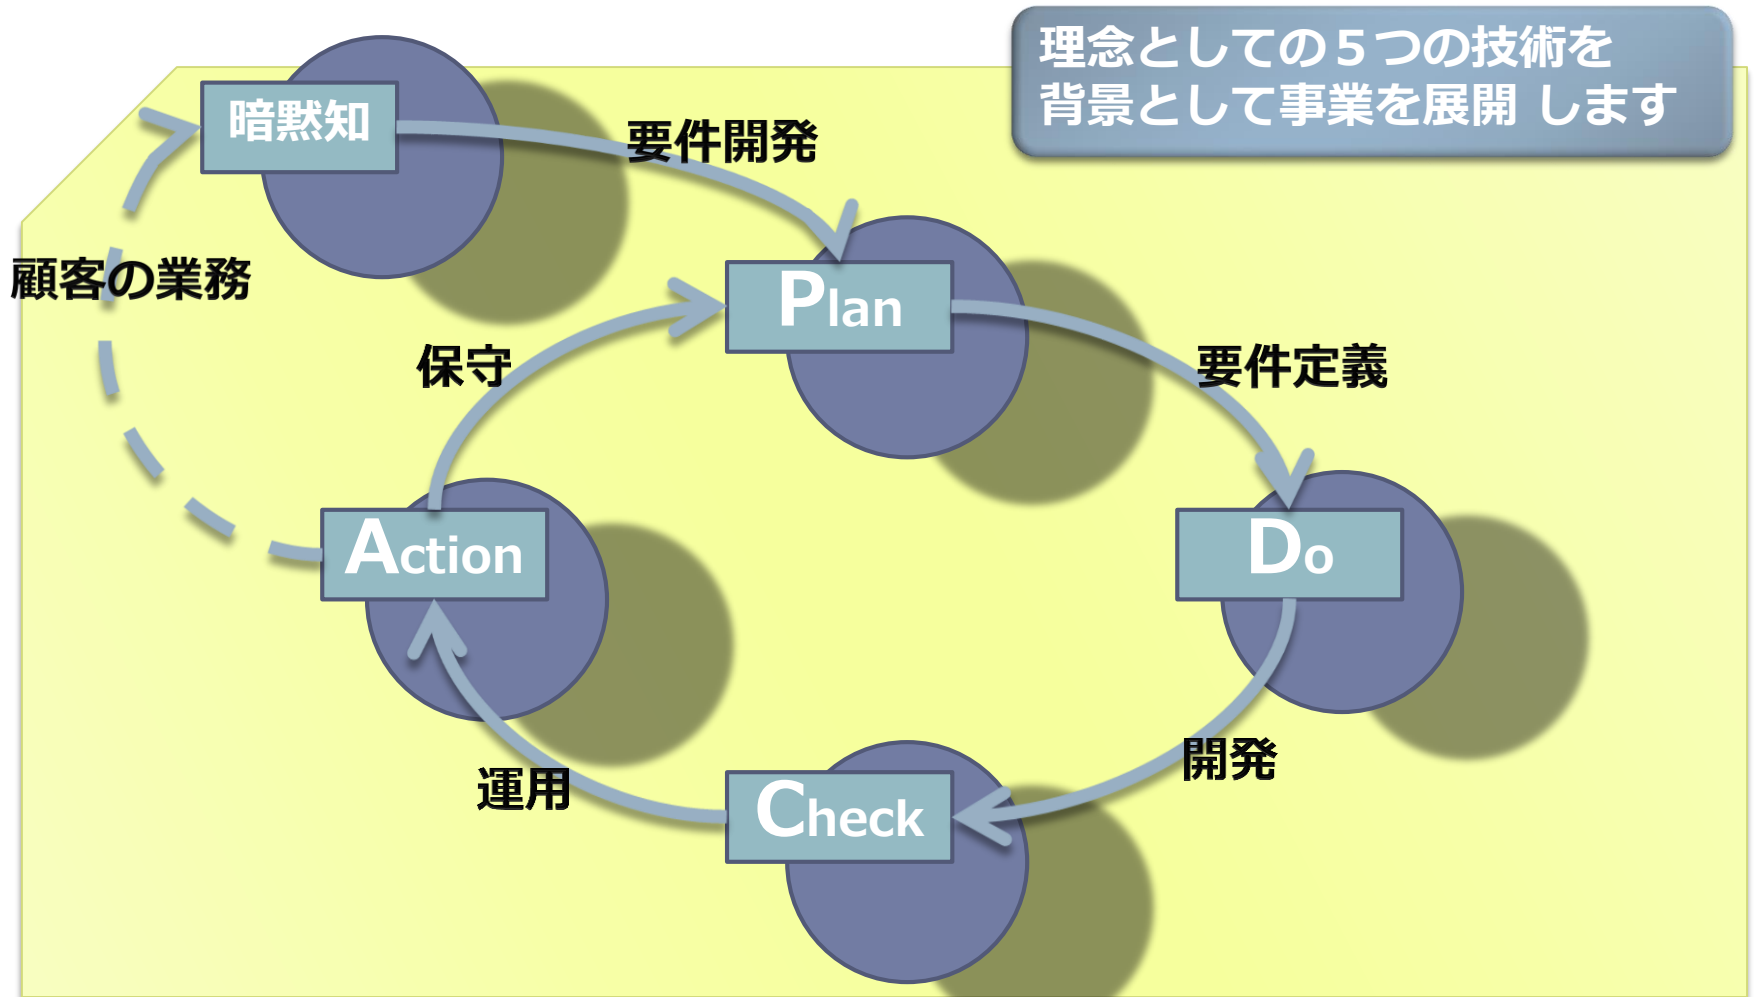 理念としての５つの技術を
背景として事業を展開 します
暗黙知
要件開発
顧客の業務
Plan
保守
要件定義
Action
Do
開発
運用
Check